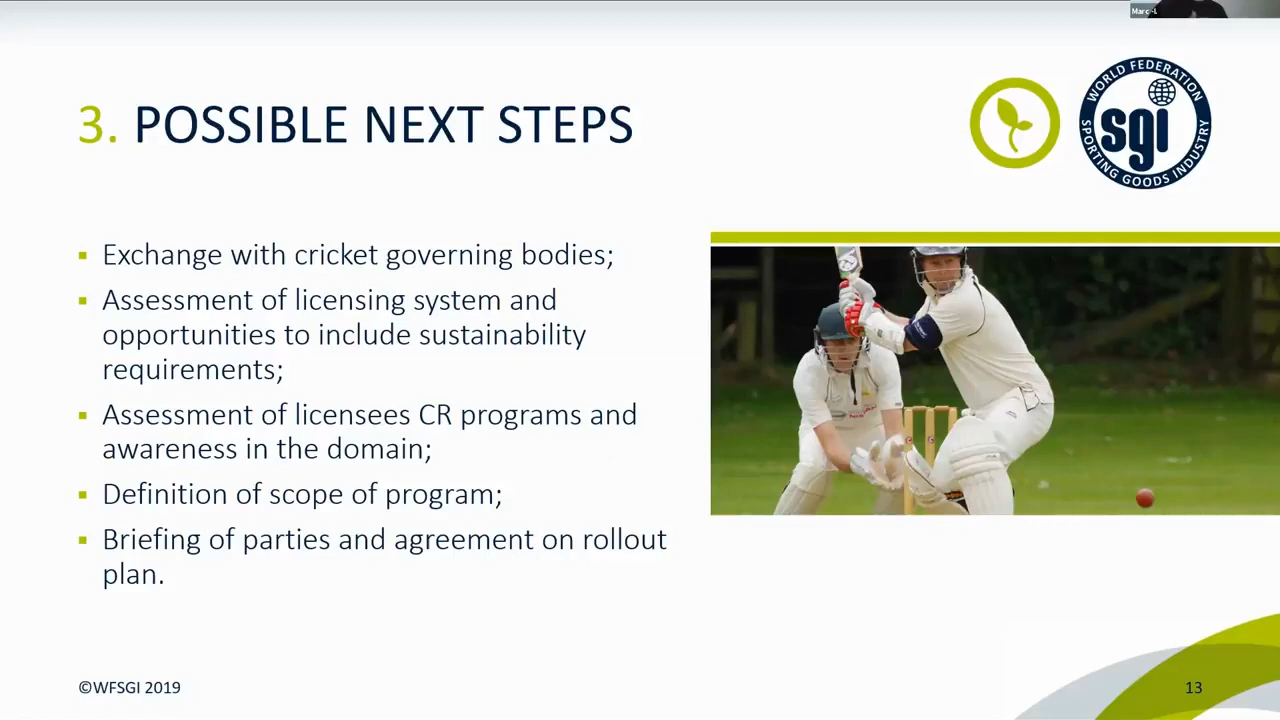 Marc -L
3. POSSIBLE NEXT STEPS
WORLD FEDERATION
sgi
SPORTING GOODS INDUSTRY
Exchange with cricket governing bodies;
Assessment of licensing system and
opportunities to include sustainability
requirements;
Assessment of licensees CR programs and
awareness in the domain;
Definition of scope of program;
Briefing of parties and agreement on rollout
plan.
©WFSGI 2019
13